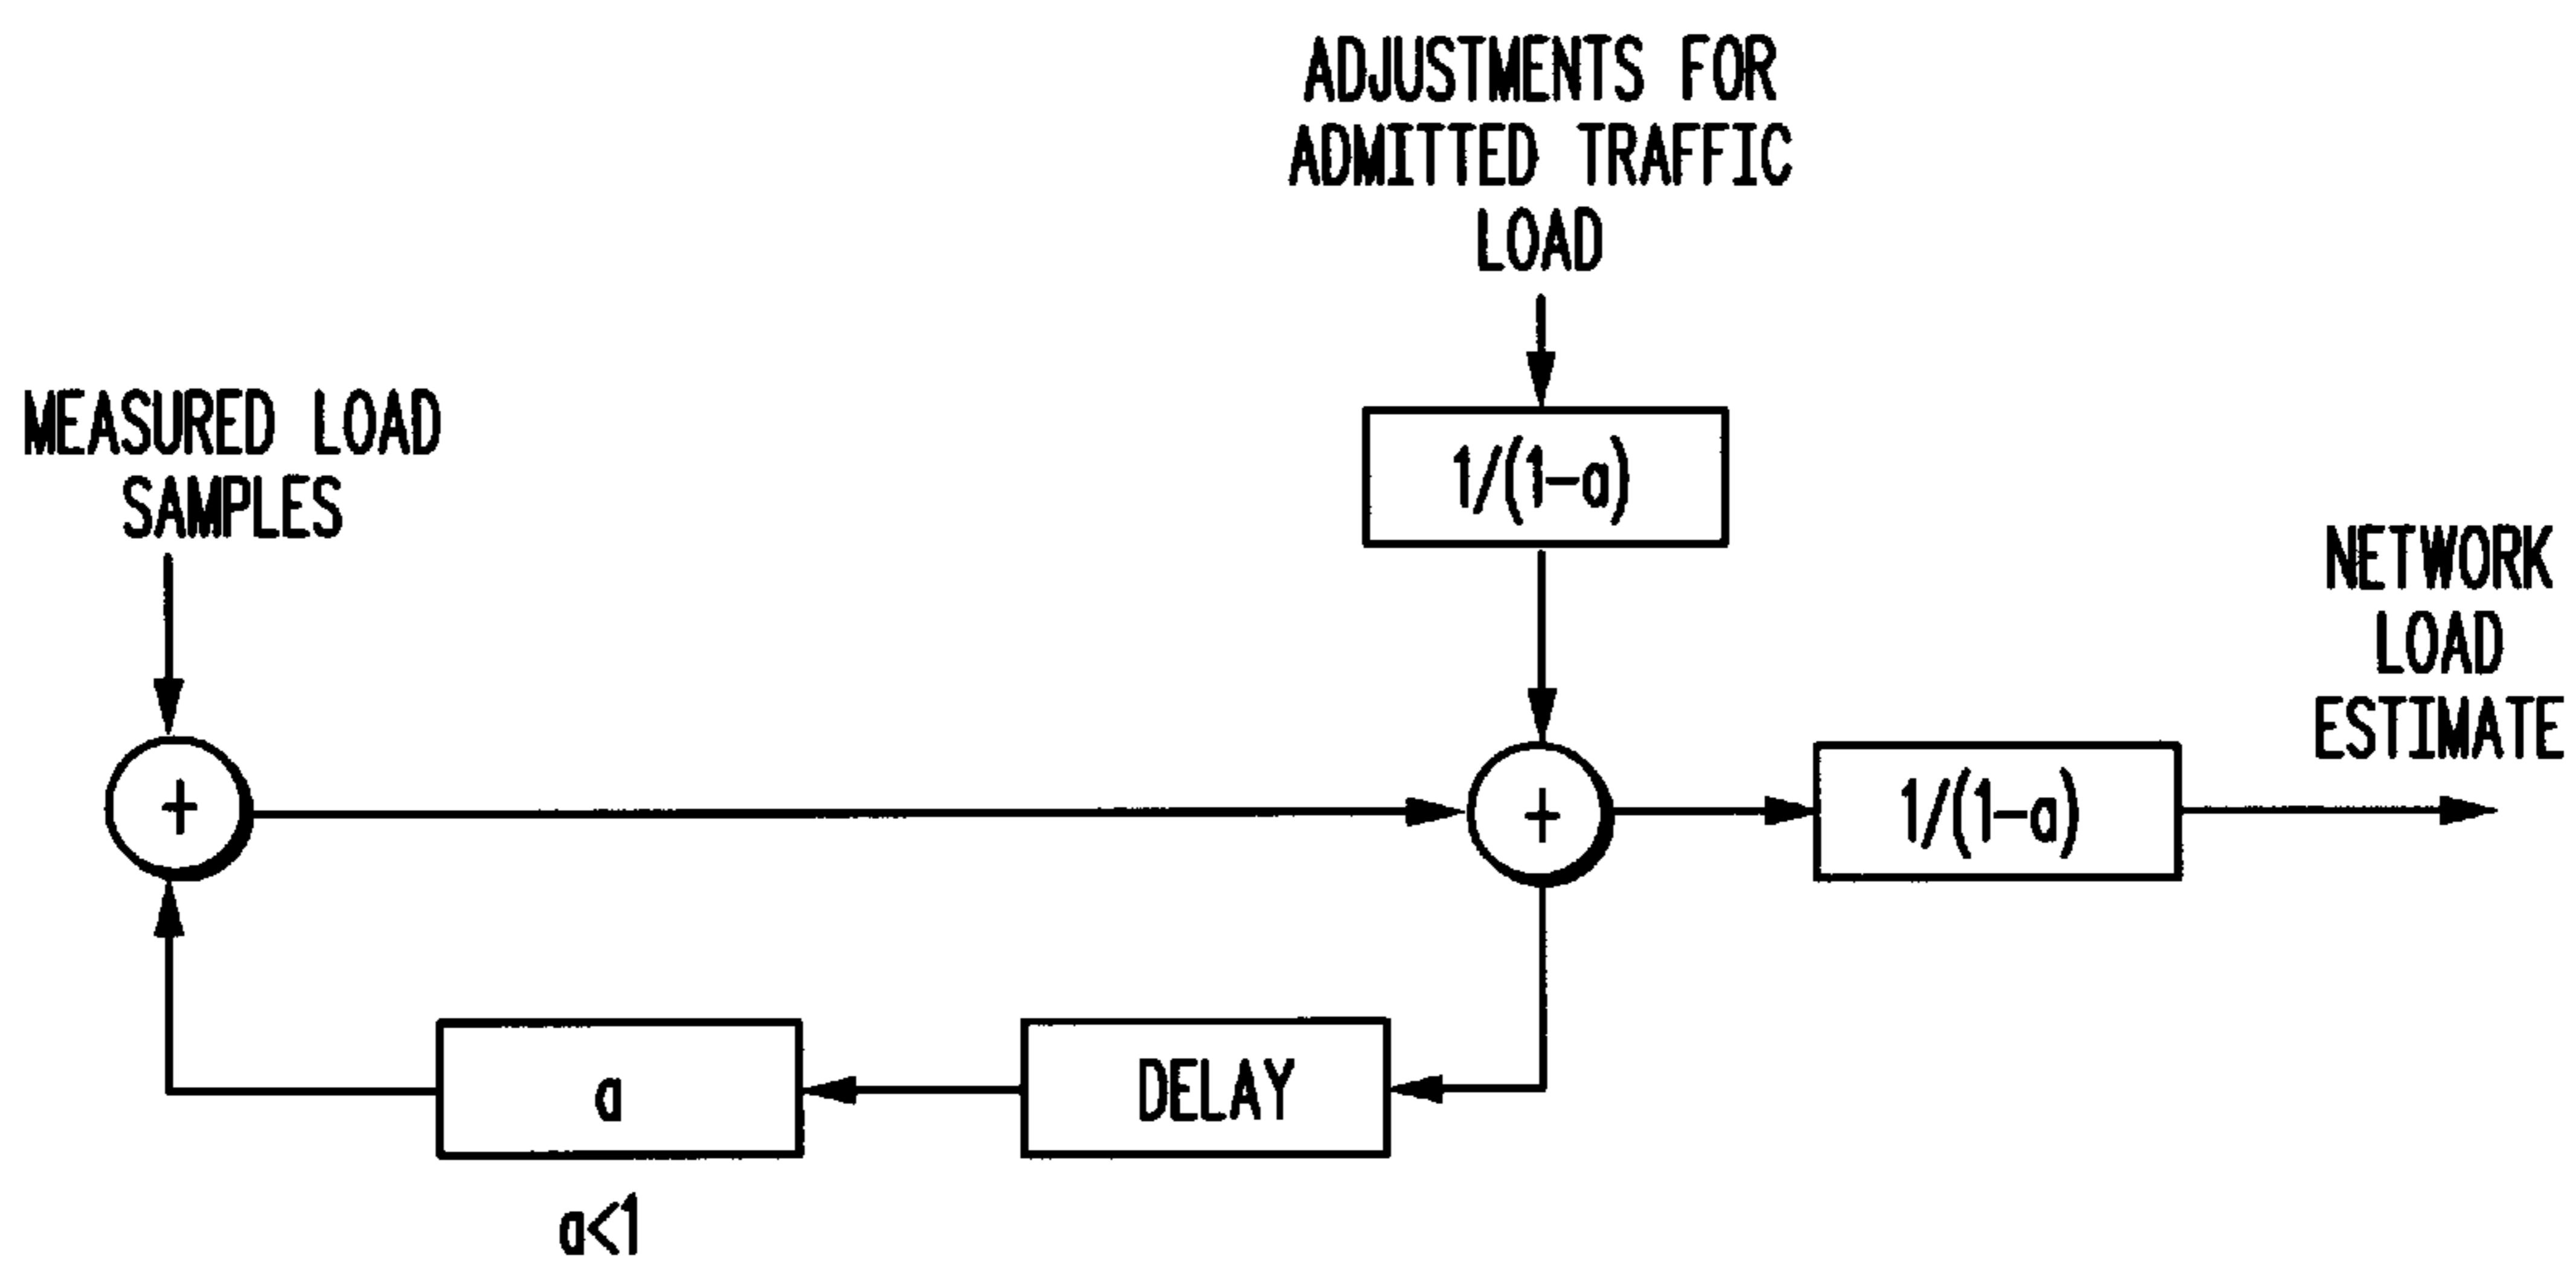 ADJUSTMENTS FOR
ADMITTED TRAFFIC
LOAD
MEASURED LOAD
SAMPLES
1/(1-a)
NETWORK
LOAD
ESTIMATE
+
+
1/(1-a)
a
DELAY
a<1